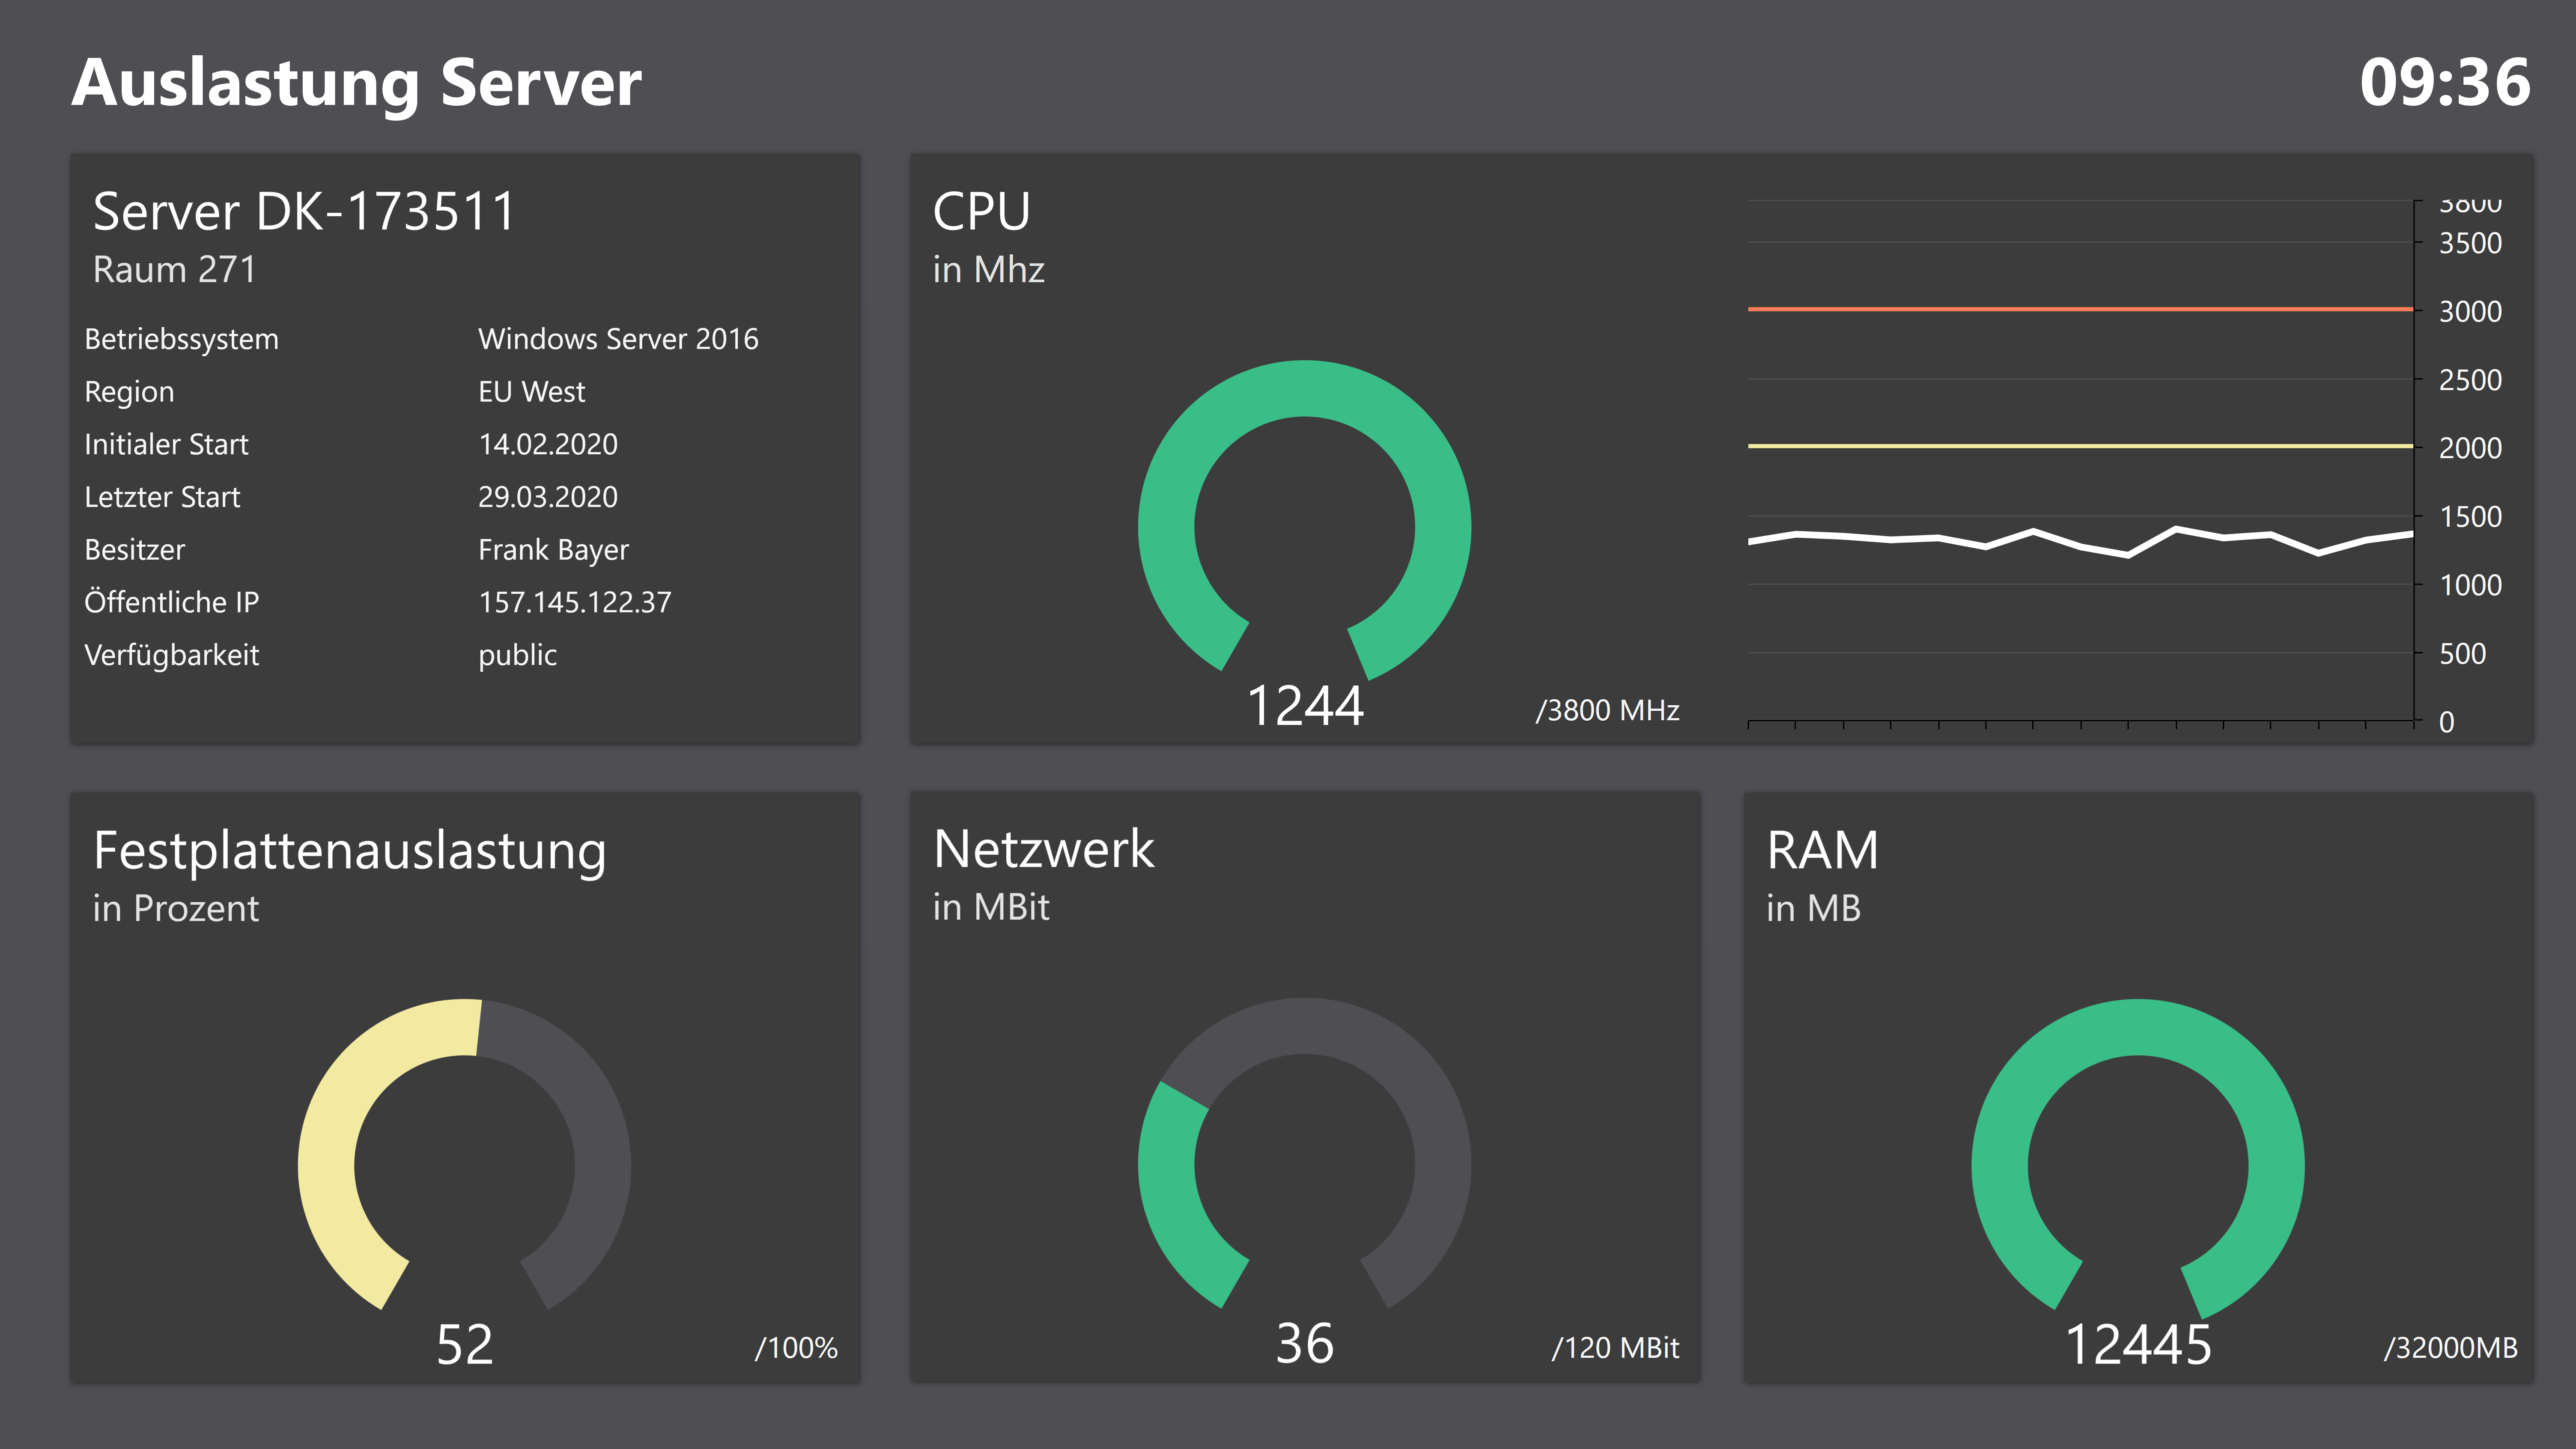 Auslastung Server
09:36
Server DK-173511
Raum 271
Betriebssystem Windows Server 2016
Region EU West
Initialer Start 14.02.2020
Letzter Start 29.03.2020
Besitzer Frank Bayer
Öffentliche IP 157.145.122.37
Verfügbarkeit public
CPU
in Mhz
1244
/3800 MHz
3800
3500
3000
2500
2000
1500
1000
500
0
Festplattenauslastung
in Prozent
52
/100%
Netzwerk
in MBit
36
/120 MBit
RAM
in MB
12445
/32000MB